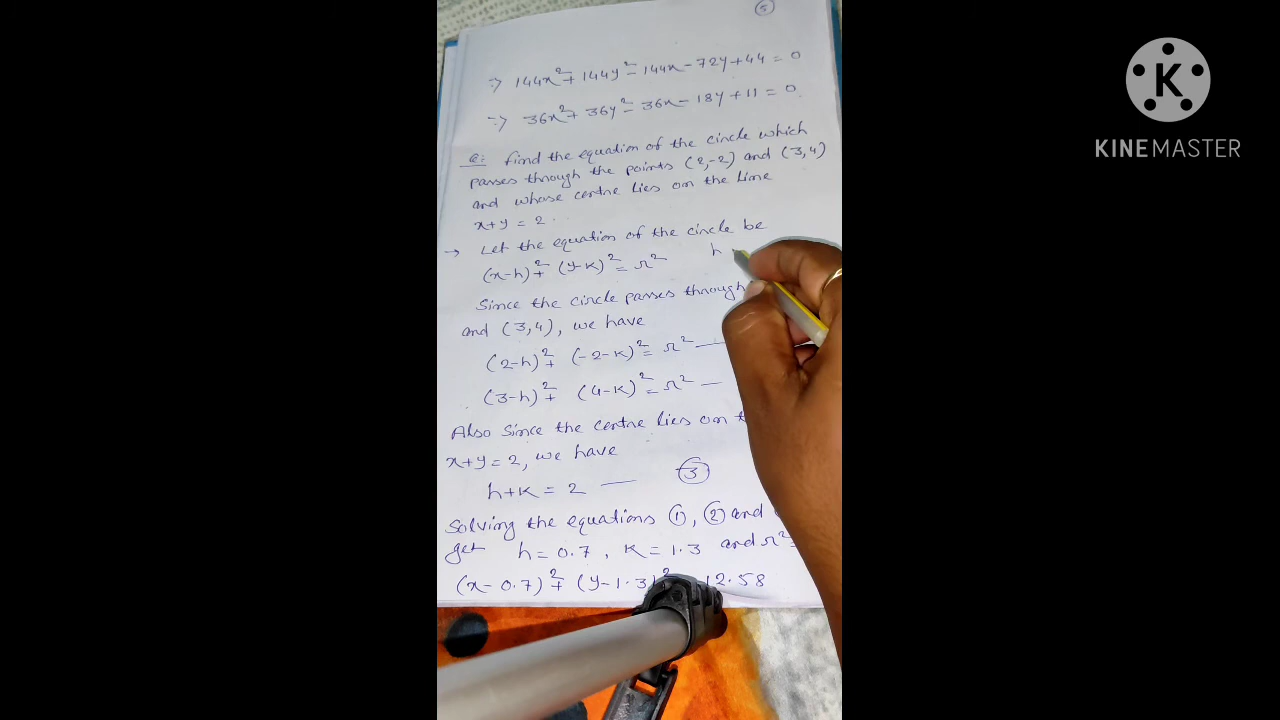 5
=> 144x² + 144y² - 144x - 72y + 44 = 0
=> 36x² + 36y² - 36x - 18y + 11 = 0
Q: Find the equation of the circle which
passes through the points (2,-2) and (3,4)
and whose centre lies on the line
x+y = 2.
→ Let the equation of the circle be
(x-h)² + (y-k)² = r² h
Since the circle passes through
and (3,4), we have
(2-h)² + (-2-k)² = r² —
(3-h)² + (4-k)² = r² —
Also since the centre lies on
x+y = 2, we have
h+k = 2 — 3
Solving the equations 1, 2 and
get h = 0.7, k = 1.3 and r² =
(x-0.7)² + (y-1.3)² 12.58
K
KINEMASTER